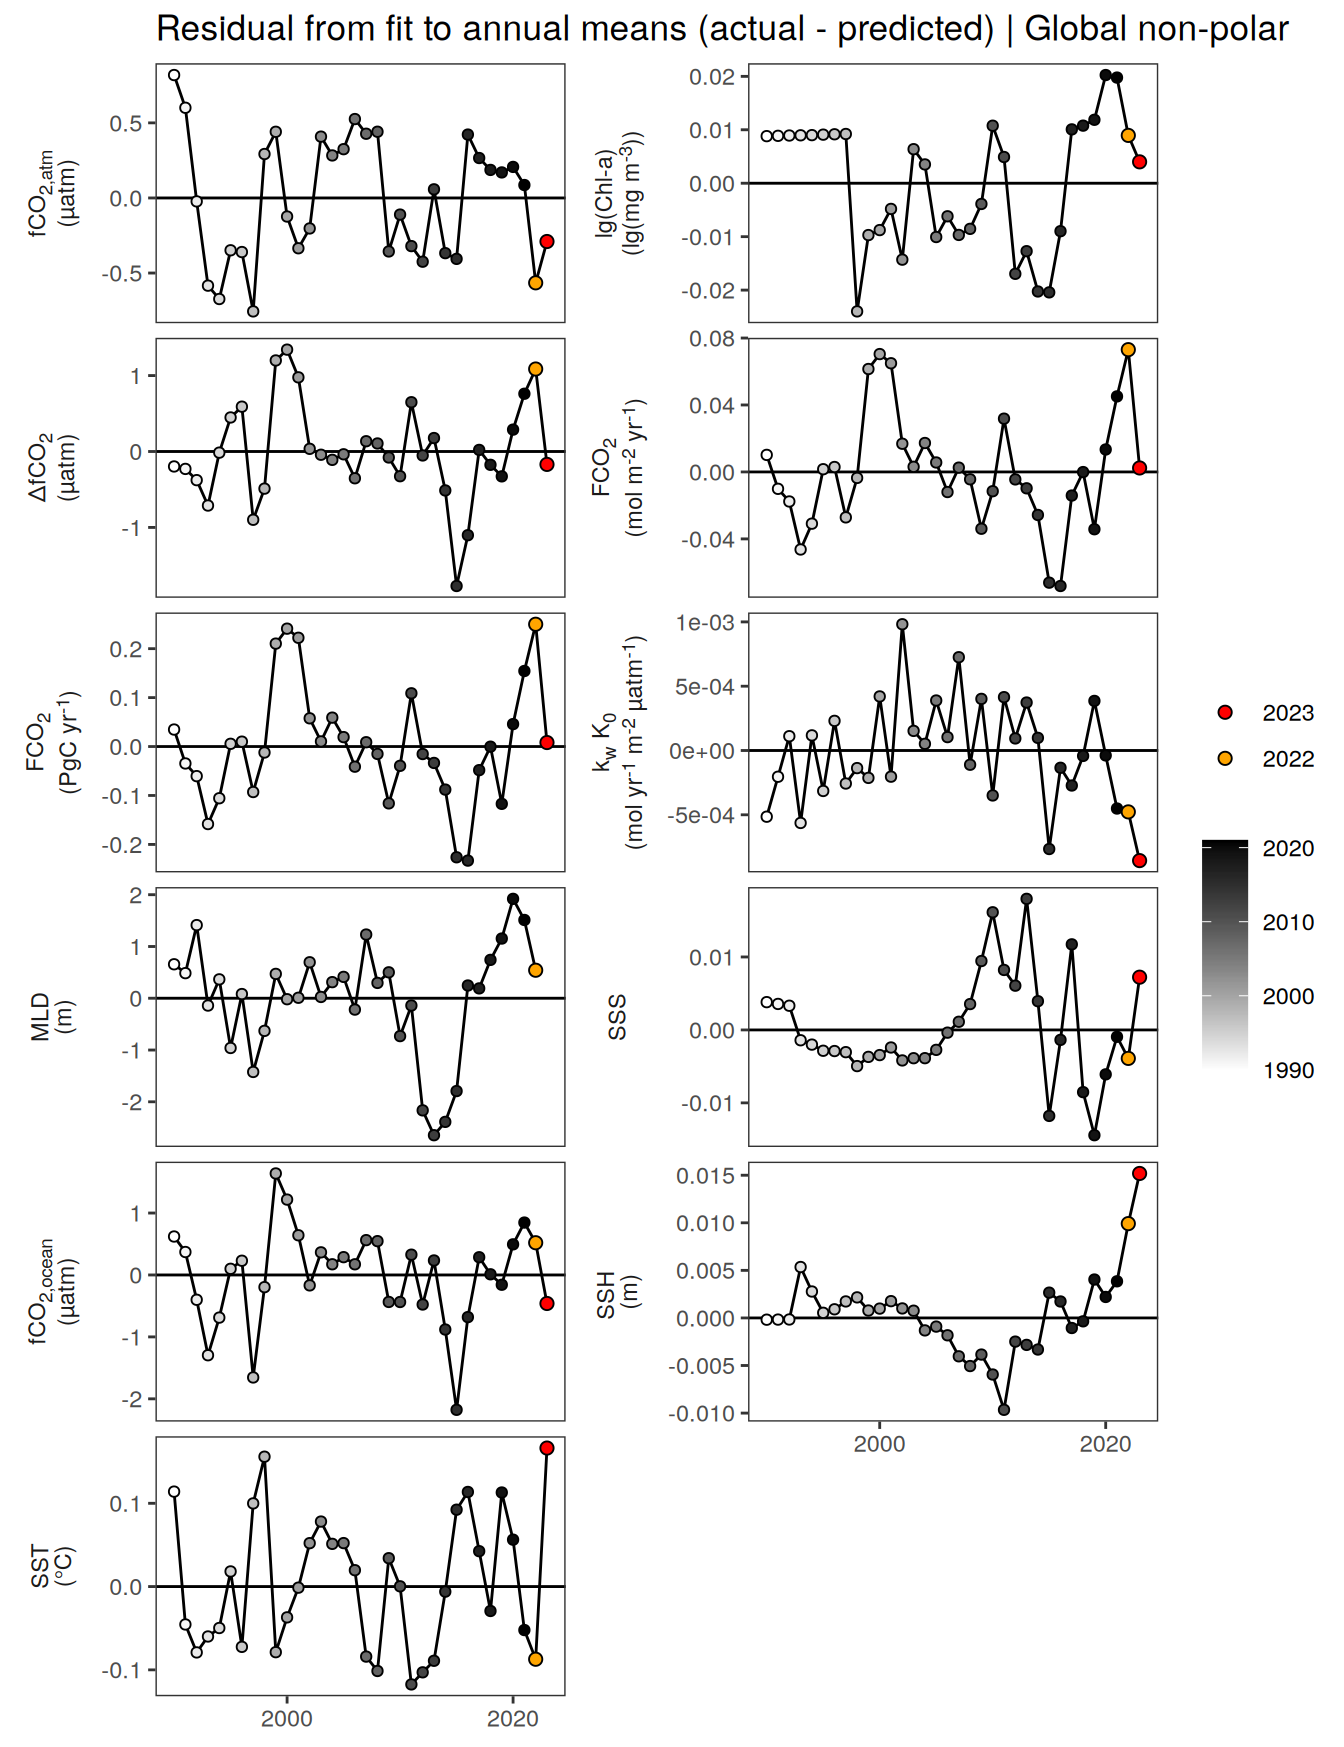 Residual from fit to annual means (actual - predicted) | Global non-polar
fCO2,atm
(µatm)
0.5
0.0
-0.5
lg(Chl-a)
(lg(mg m-3))
0.02
0.01
0.00
-0.01
-0.02
ΔfCO2
(µatm)
1
0
-1
FCO2
(mol m-2 yr-1)
0.08
0.04
0.00
-0.04
FCO2
(PgC yr-1)
0.2
0.1
0.0
-0.1
-0.2
kw K0
(mol yr-1 m-2 µatm-1)
1e-03
5e-04
0e+00
-5e-04
MLD
(m)
2
1
0
-1
-2
SSS
0.01
0.00
-0.01
fCO2,ocean
(µatm)
1
0
-1
-2
SSH
(m)
0.015
0.010
0.005
0.000
-0.005
-0.010
2000
2020
SST
(°C)
0.1
0.0
-0.1
2000
2020
2023
2022
2020
2010
2000
1990